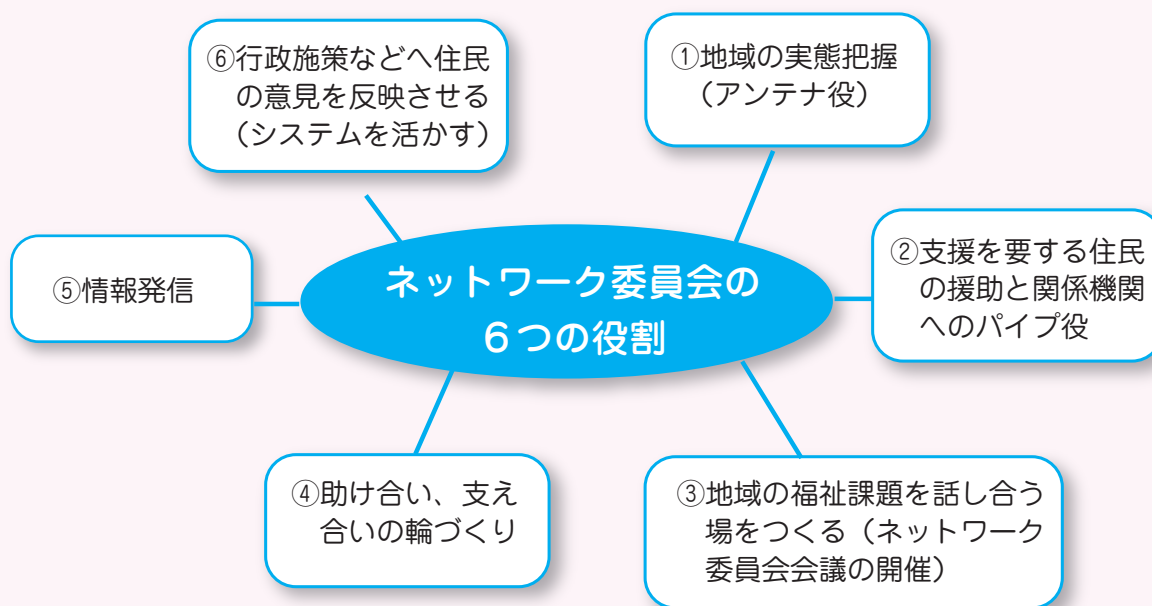 ネットワーク委員会の
６つの役割
①地域の実態把握
（アンテナ役）
②支援を要する住民
の援助と関係機関
へのパイプ役
③地域の福祉課題を話し合う
場をつくる（ネットワーク
委員会会議の開催）
④助け合い、支え
合いの輪づくり
⑤情報発信
⑥行政施策などへ住民
の意見を反映させる
（システムを活かす）